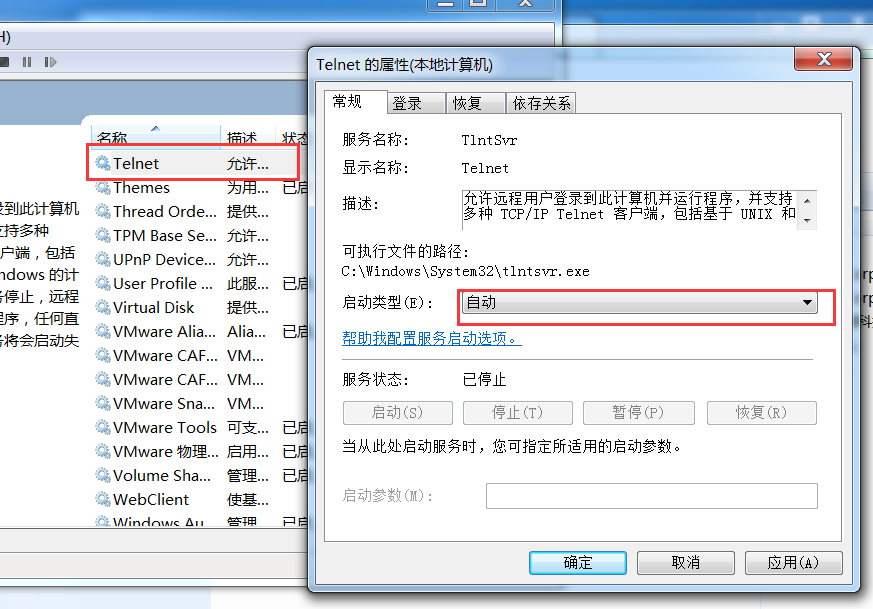 H)
名称 描述 状态
Telnet 允许...
Themes 为用... 已启
Thread Orde... 提供...
TPM Base Se... 允许...
UPnP Device... 允许...
User Profile ... 此服... 已启
Virtual Disk 提供...
VMware Alia... Alia... 已启
VMware CAF... VM...
VMware CAF... VM...
VMware Sna... VM...
VMware Tools 可支... 已启
VMware 物理... 启用... 已启
Volume Sha... 管理... 已启
WebClient 使基...
Windows Au 管理 已启
录到此计算机
支持多种
户端，包括
ndows 的计
务停止，远程
程序，任何直
务将会启动失
Telnet 的属性(本地计算机)
常规 登录 恢复 依存关系
服务名称: TlntSvr
显示名称: Telnet
描述: 允许远程用户登录到此计算机并运行程序，并支持
多种 TCP/IP Telnet 客户端，包括基于 UNIX 和
可执行文件的路径:
C:\Windows\System32\tlntsvr.exe
启动类型(E): 自动
帮助我配置服务启动选项。
服务状态: 已停止
启动(S) 停止(T) 暂停(P) 恢复(R)
当从此处启动服务时，您可指定所适用的启动参数。
启动参数(M):
确定 取消 应用(A)